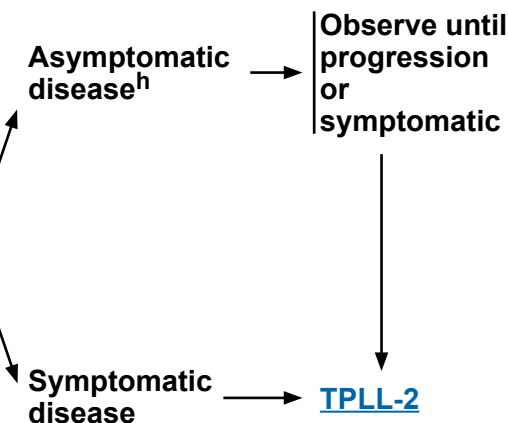 Asymptomatic
disease^h
Observe until
progression
or
symptomatic
Symptomatic
disease
TPLL-2